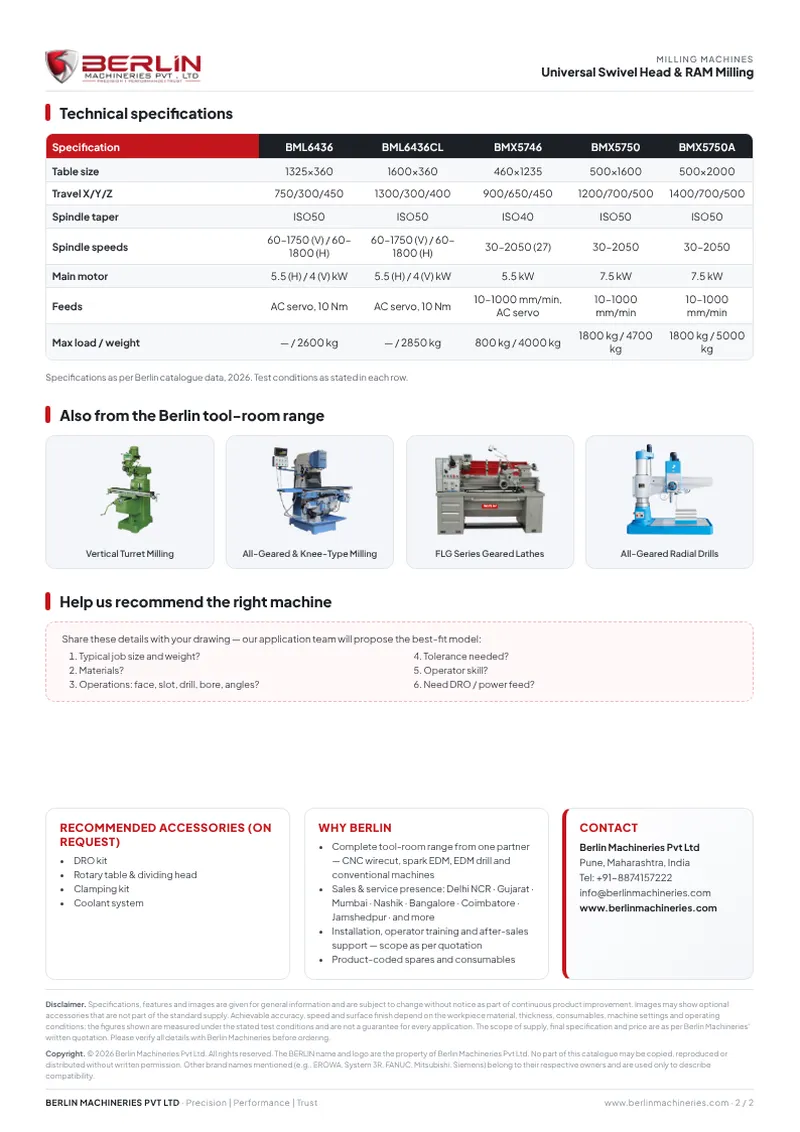 BERLIN
MACHINERIES PVT. LTD
PRECISION | PERFORMANCE | TRUST
MILLING MACHINES
Universal Swivel Head & RAM Milling
Technical specifications
Specification BML6436 BML6436CL BMX5746 BMX5750 BMX5750A
Table size 1325×360 1600×360 460×1235 500×1600 500×2000
Travel X/Y/Z 750/300/450 1300/300/400 900/650/450 1200/700/500 1400/700/500
Spindle taper ISO50 ISO50 ISO40 ISO50 ISO50
Spindle speeds 60–1750 (V) / 60–1800 (H) 60–1750 (V) / 60–1800 (H) 30–2050 (27) 30–2050 30–2050
Main motor 5.5 (H) / 4 (V) kW 5.5 (H) / 4 (V) kW 5.5 kW 7.5 kW 7.5 kW
Feeds AC servo, 10 Nm AC servo, 10 Nm 10–1000 mm/min, AC servo 10–1000 mm/min 10–1000 mm/min
Max load / weight — / 2600 kg — / 2850 kg 800 kg / 4000 kg 1800 kg / 4700 kg 1800 kg / 5000 kg
Specifications as per Berlin catalogue data, 2026. Test conditions as stated in each row.
Also from the Berlin tool-room range
Vertical Turret Milling
All-Geared & Knee-Type Milling
FLG Series Geared Lathes
All-Geared Radial Drills
Help us recommend the right machine
Share these details with your drawing — our application team will propose the best-fit model:
1. Typical job size and weight?
2. Materials?
3. Operations: face, slot, drill, bore, angles?
4. Tolerance needed?
5. Operator skill?
6. Need DRO / power feed?
RECOMMENDED ACCESSORIES (ON
REQUEST)
• DRO kit
• Rotary table & dividing head
• Clamping kit
• Coolant system
WHY BERLIN
• Complete tool-room range from one partner
— CNC wirecut, spark EDM, EDM drill and
conventional machines
• Sales & service presence: Delhi NCR · Gujarat ·
Mumbai · Nashik · Bangalore · Coimbatore ·
Jamshedpur · and more
• Installation, operator training and after-sales
support — scope as per quotation
• Product-coded spares and consumables
CONTACT
Berlin Machineries Pvt Ltd
Pune, Maharashtra, India
Tel: +91-8874157222
info@berlinmachineries.com
www.berlinmachineries.com
Disclaimer. Specifications, features and images are given for general information and are subject to change without notice as part of continuous product improvement. Images may show optional
accessories that are not part of the standard supply. Achievable accuracy, speed and surface finish depend on the workpiece material, thickness, consumables, machine settings and operating
conditions; the figures shown are measured under the stated test conditions and are not a guarantee for every application. The scope of supply, final specification and price are as per Berlin Machineries'
written quotation. Please verify all details with Berlin Machineries before ordering.
Copyright. © 2026 Berlin Machineries Pvt Ltd. All rights reserved. The BERLIN name and logo are the property of Berlin Machineries Pvt Ltd. No part of this catalogue may be copied, reproduced or
distributed without written permission. Other brand names mentioned (e.g.. EROWA, System 3R, FANUC, Mitsubishi, Siemens) belong to their respective owners and are used only to describe
compatibility.
BERLIN MACHINERIES PVT LTD · Precision | Performance | Trust
www.berlinmachineries.com · 2 / 2